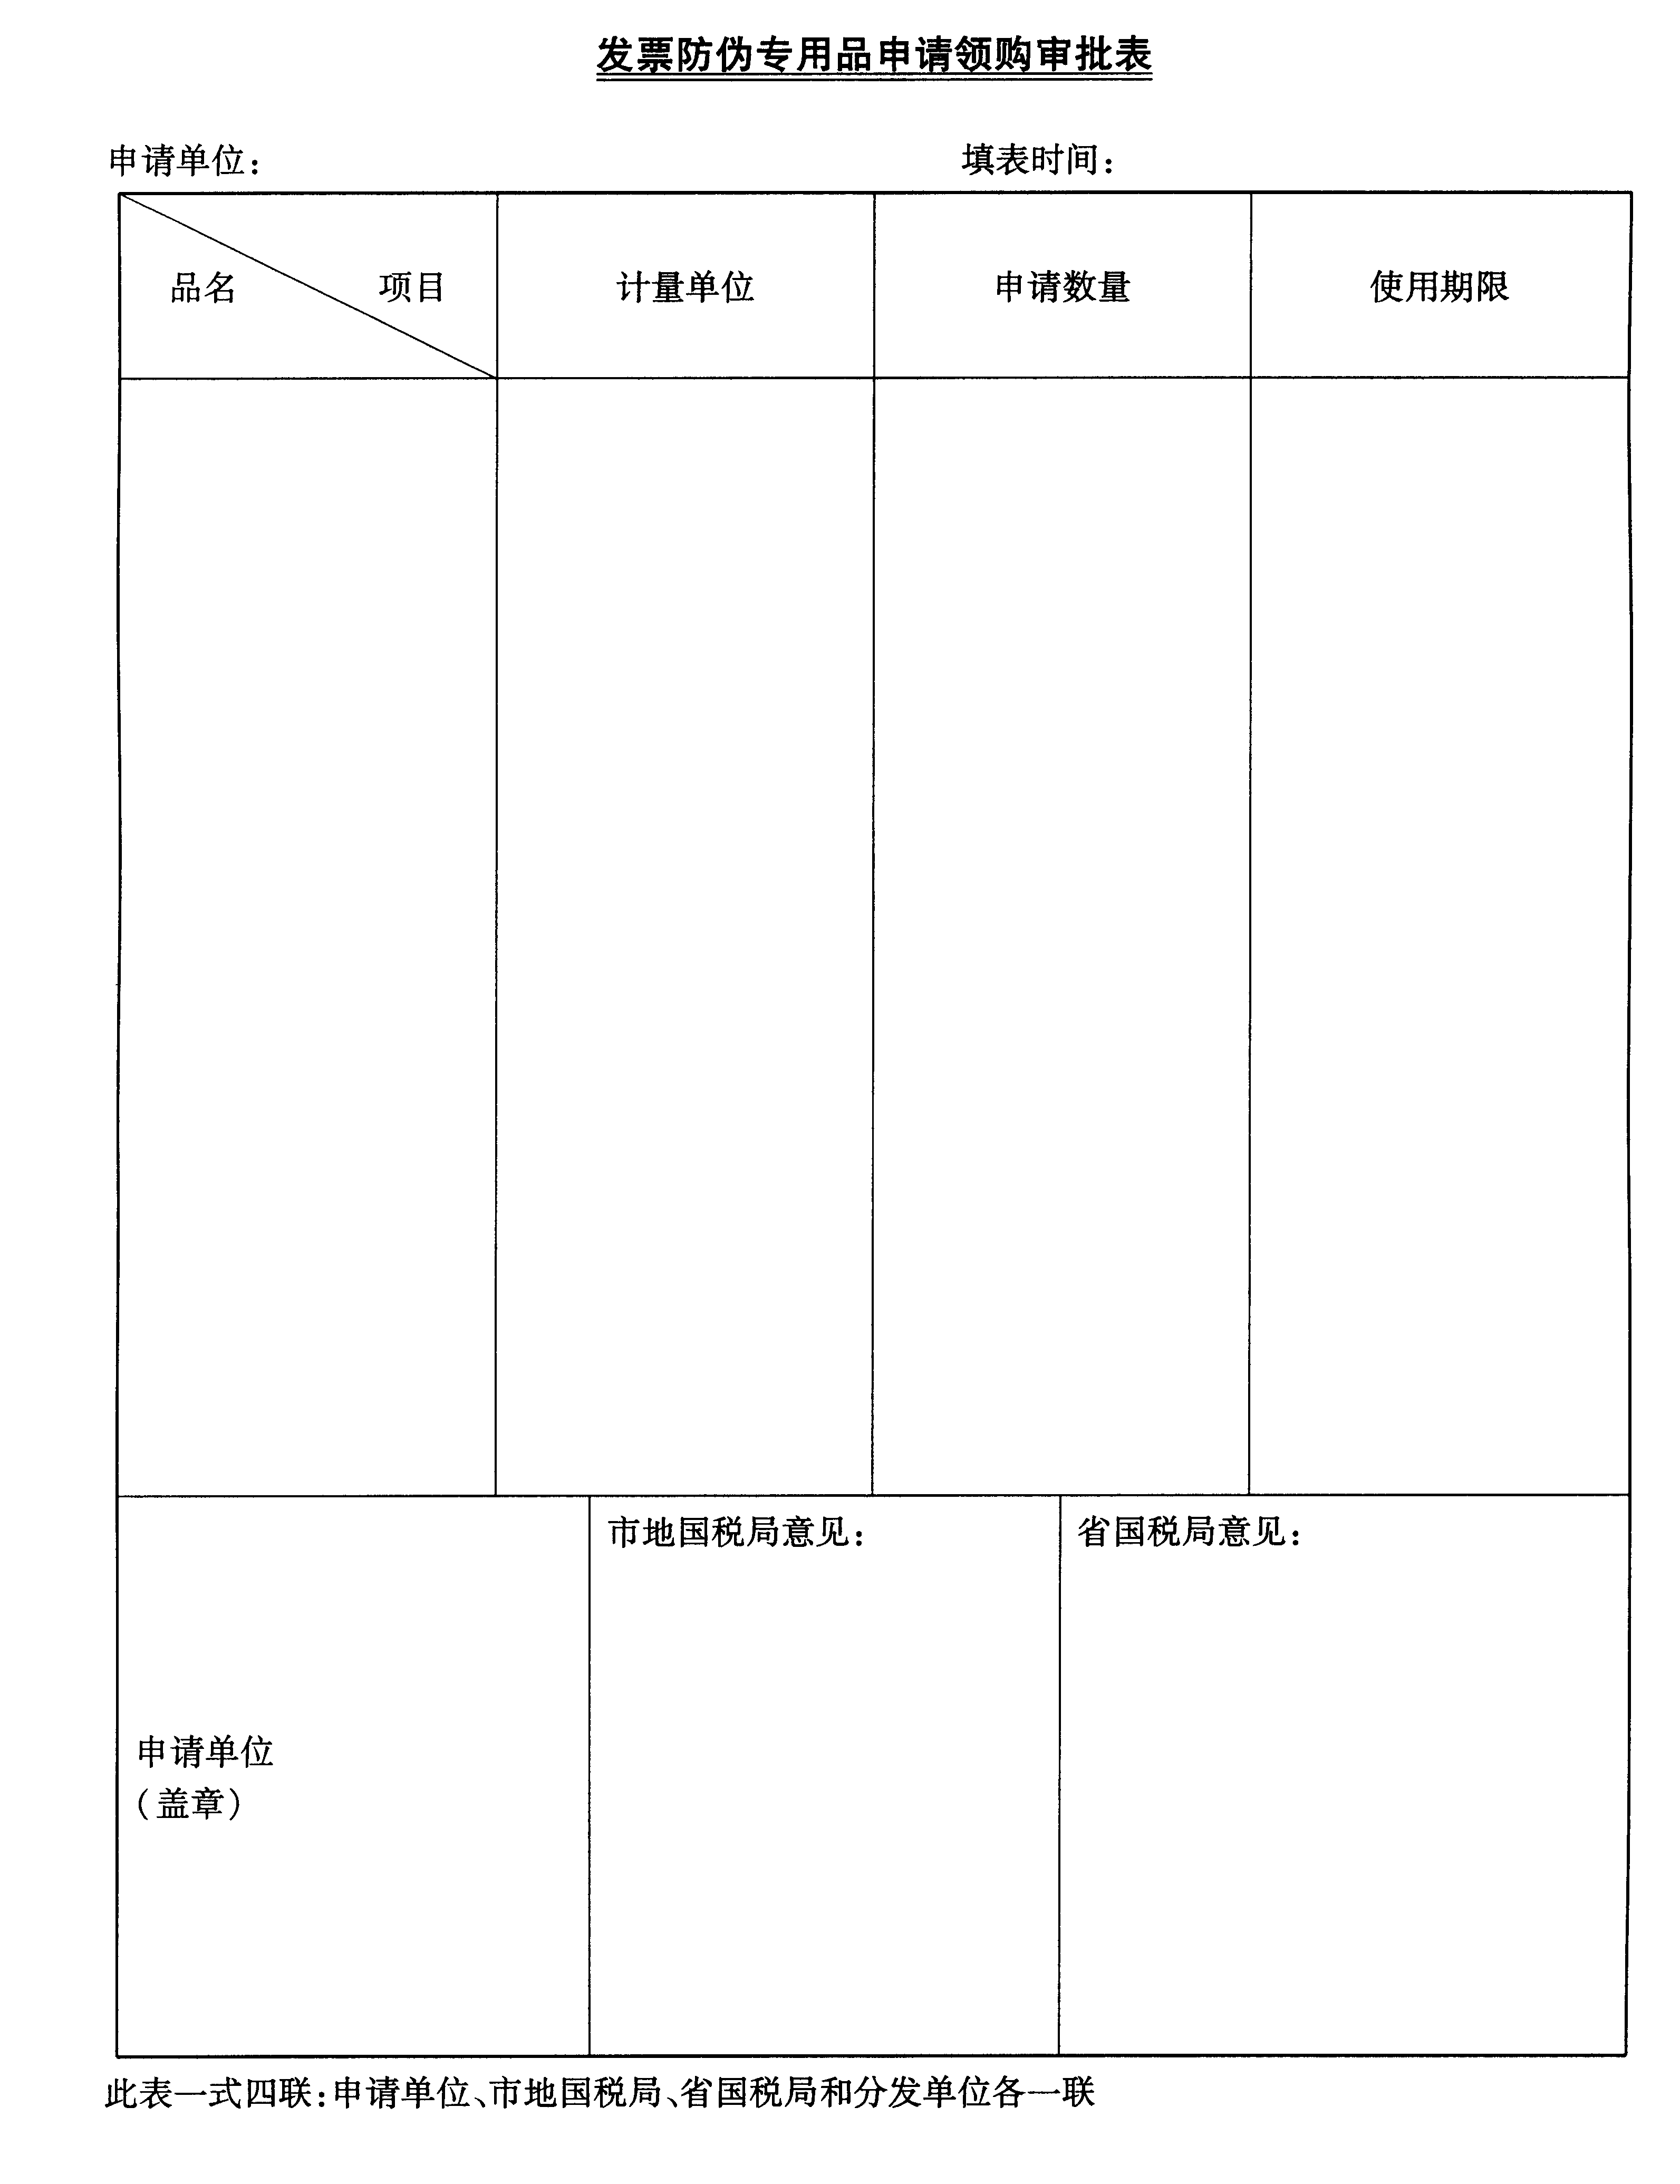 发票防伪专用品申请领购审批表
申请单位：
填表时间：
品名
项目
计量单位
申请数量
使用期限
市地国税局意见：
省国税局意见：
申请单位
（盖章）
此表一式四联：申请单位、市地国税局、省国税局和分发单位各一联